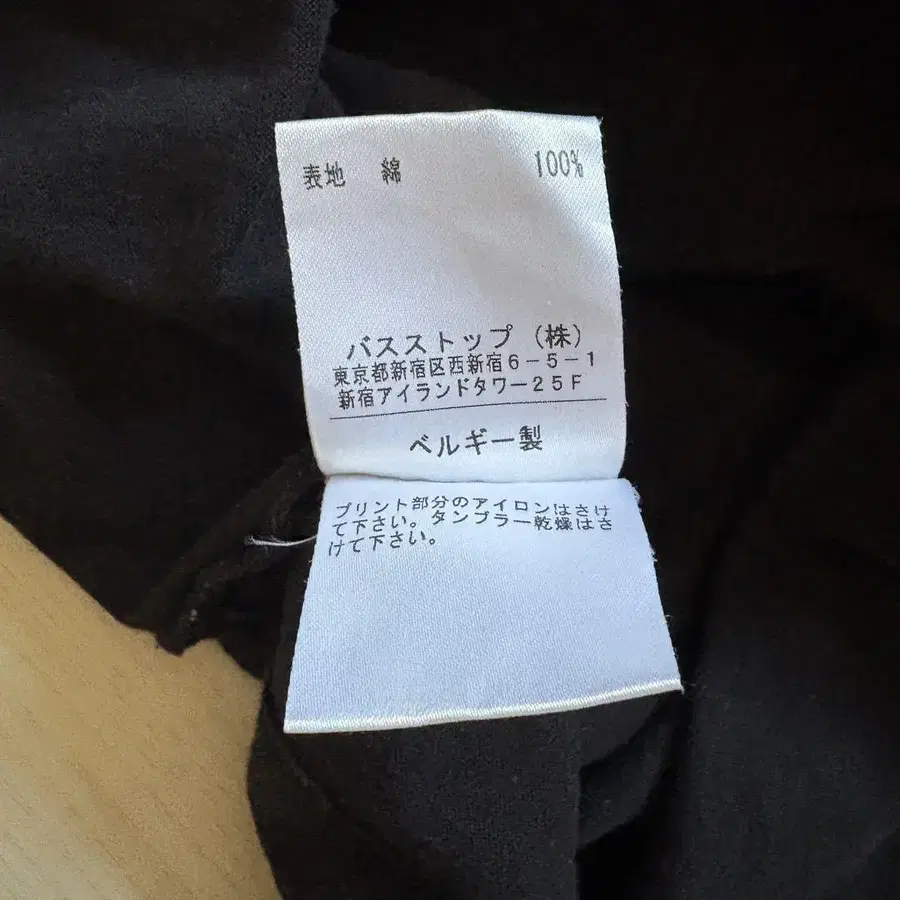 表地 綿 100%
バスストップ (株)
東京都新宿区西新宿6-5-1
新宿アイランドタワー25F
ベルギー製
プリント部分のアイロンはさけ
て下さい。タンブラー乾燥はさ
けて下さい。